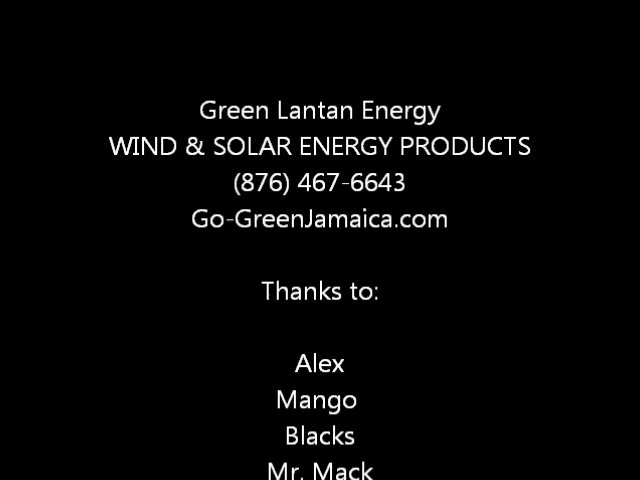 Green Lantan Energy
WIND & SOLAR ENERGY PRODUCTS
(876) 467-6643
Go-GreenJamaica.com
Thanks to:
Alex
Mango
Blacks
Mr. Mack